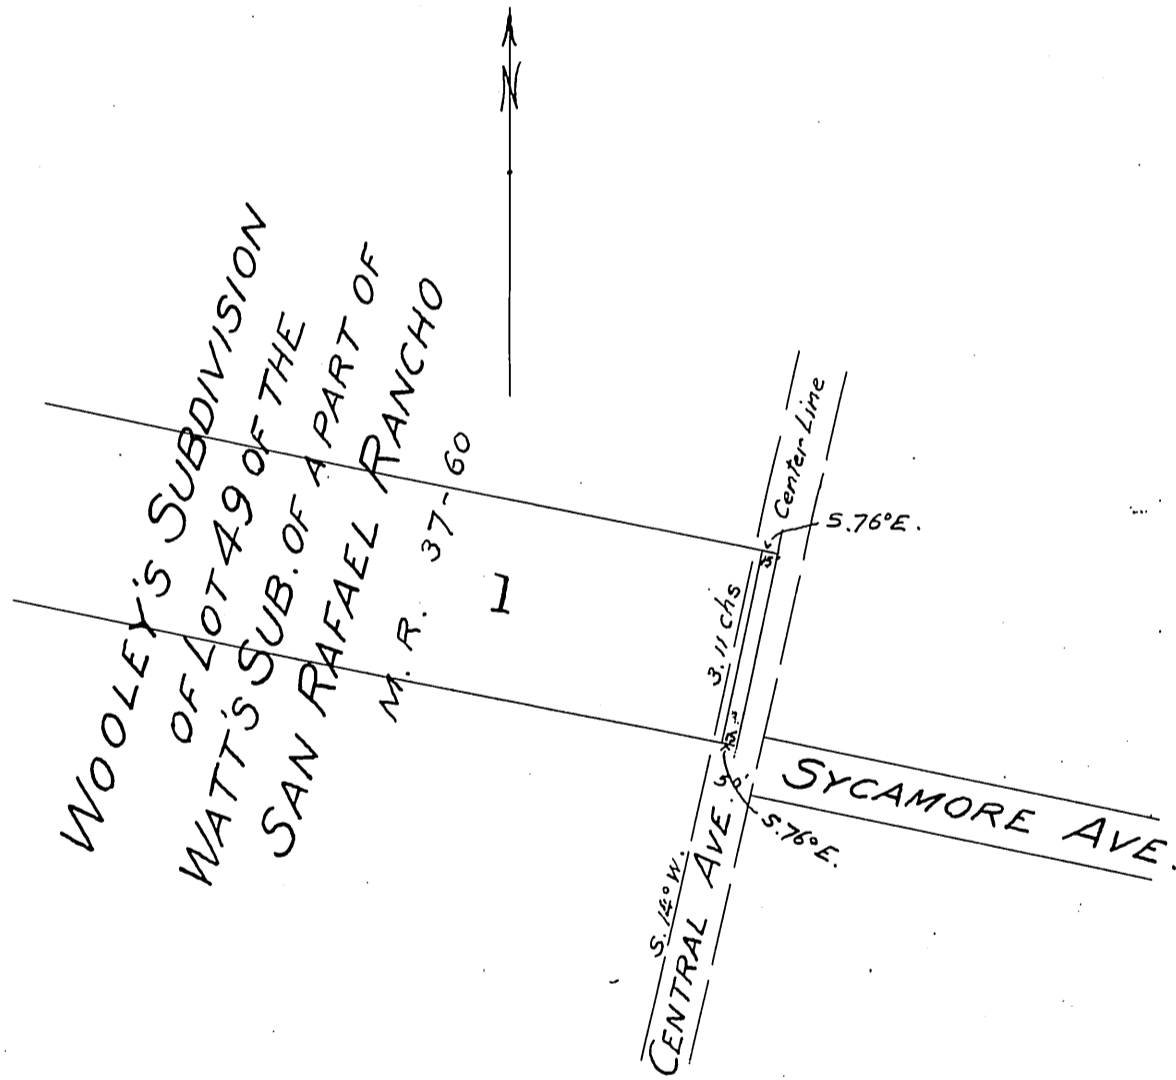 N
WOOLEY'S SUBDIVISION
OF LOT 49 OF THE
WATT'S SUB. OF A PART OF
SAN RAFAEL RANCHO
M. R. 37-60
1
Center Line
S.76°E.
3.11 chs
50'
S.76°E.
S. 14° W.
CENTRAL AVE.
SYCAMORE AVE.